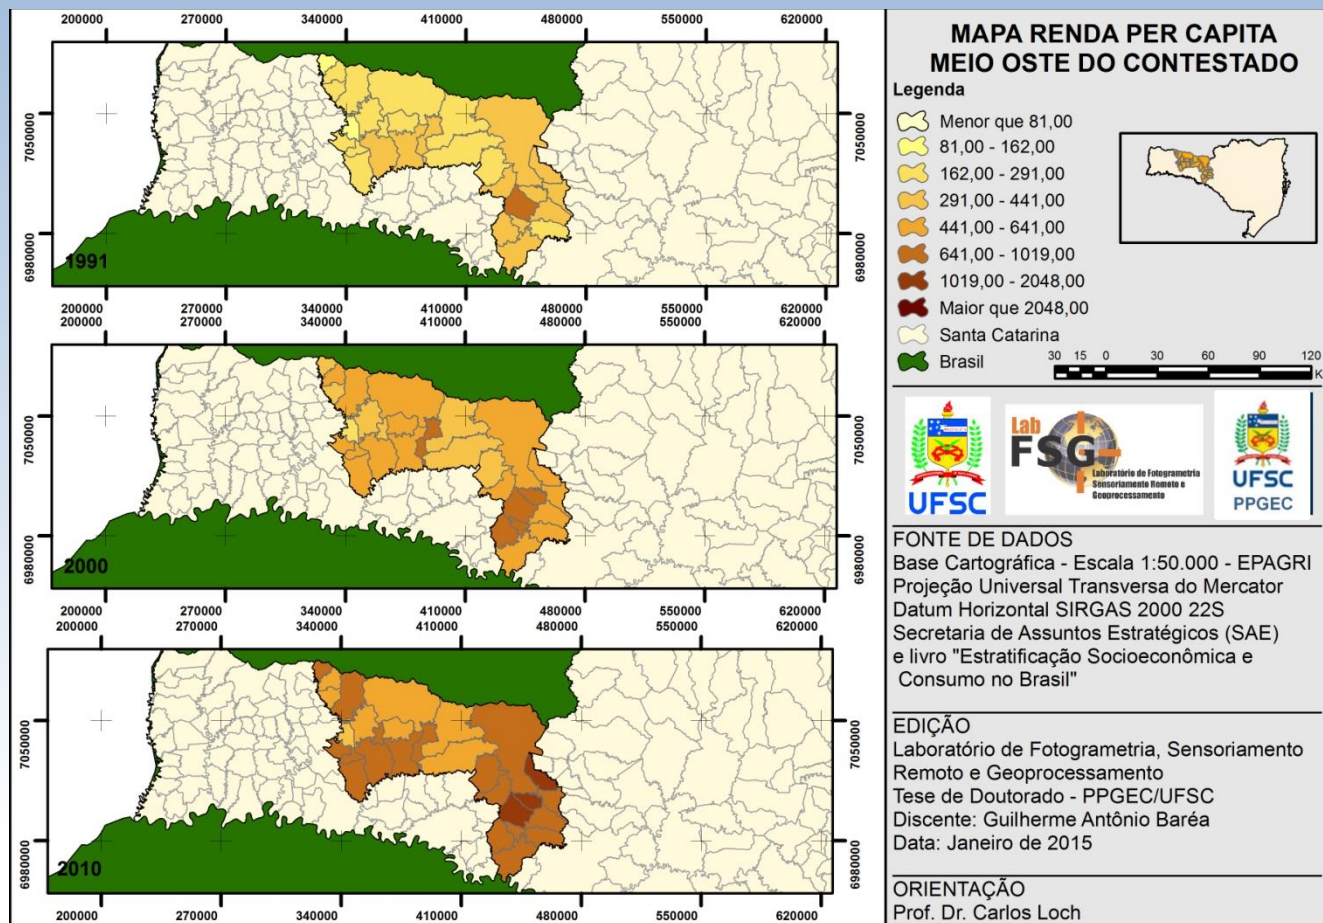 200000 270000 340000 410000 480000 550000 620000
7050000 7050000
6980000 6980000
1991
200000 270000 340000 410000 480000 550000 620000
200000 270000 340000 410000 480000 550000 620000
7050000 7050000
6980000 6980000
2000
200000 270000 340000 410000 480000 550000 620000
200000 270000 340000 410000 480000 550000 620000
7050000 7050000
6980000 6980000
2010
200000 270000 340000 410000 480000 550000 620000
MAPA RENDA PER CAPITA
MEIO OSTE DO CONTESTADO
Legenda
Menor que 81,00
81,00 - 162,00
162,00 - 291,00
291,00 - 441,00
441,00 - 641,00
641,00 - 1019,00
1019,00 - 2048,00
Maior que 2048,00
Santa Catarina
Brasil
30 15 0 30 60 90 120
K
UFSC
Lab
FSG
Laboratório de Fotogrametria
Sensoriamento Remoto e
Geoprocessamento
UFSC
PPGEC
FONTE DE DADOS
Base Cartográfica - Escala 1:50.000 - EPAGRI
Projeção Universal Transversa do Mercator
Datum Horizontal SIRGAS 2000 22S
Secretaria de Assuntos Estratégicos (SAE)
e livro "Estratificação Socioeconômica e
Consumo no Brasil"
EDIÇÃO
Laboratório de Fotogrametria, Sensoriamento
Remoto e Geoprocessamento
Tese de Doutorado - PPGEC/UFSC
Discente: Guilherme Antônio Baréa
Data: Janeiro de 2015
ORIENTAÇÃO
Prof. Dr. Carlos Loch